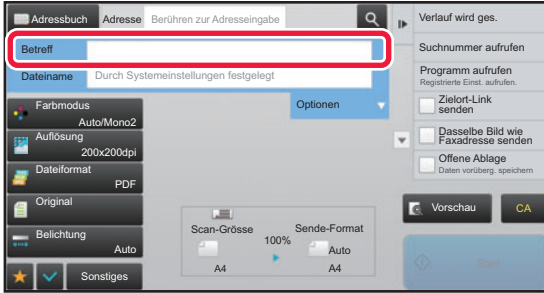 Adressbuch
Adresse
Berühren zur Adresseingabe
Verlauf wird ges.
Betreff
Suchnummer aufrufen
Dateiname
Durch Systemeinstellungen festgelegt
Programm aufrufen
Registrierte Einst. aufrufen.
Farbmodus
Auto/Mono2
Optionen
Zielort-Link
senden
Auflösung
200x200dpi
Dasselbe Bild wie
Faxadresse senden
Dateiformat
PDF
Offene Ablage
Daten vorüberg. speichern
Original
Vorschau
CA
Belichtung
Auto
Scan-Grösse
100%
Sende-Format
Auto
A4
A4
Sonstiges
Start